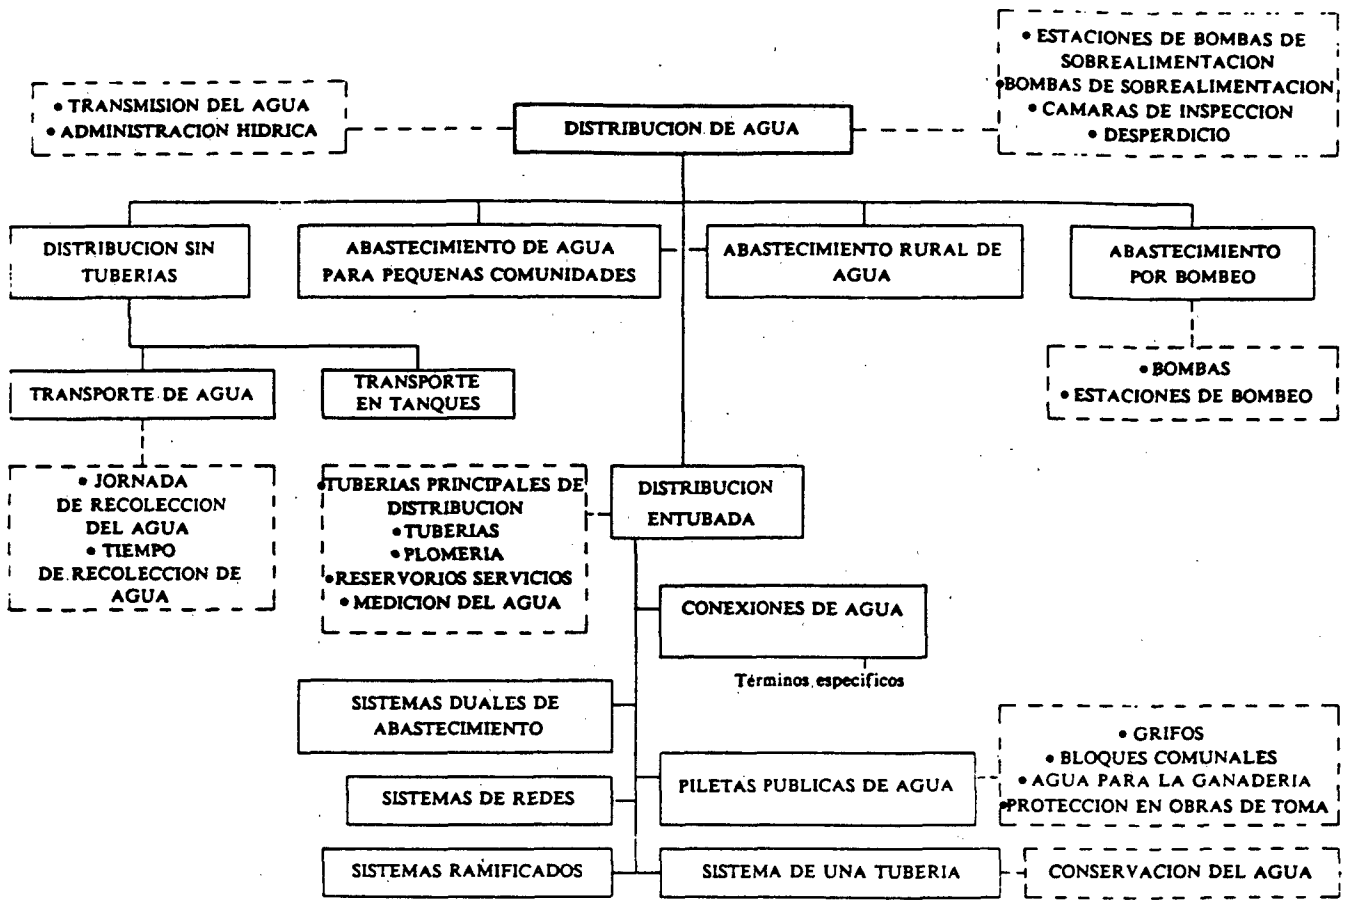 • ESTACIONES DE BOMBAS DE
SOBREALIMENTACION
•BOMBAS DE SOBREALIMENTACION
• CAMARAS DE INSPECCION
• DESPERDICIO
• TRANSMISION DEL AGUA
• ADMINISTRACION HIDRICA
DISTRIBUCION DE AGUA
DISTRIBUCION SIN
TUBERIAS
ABASTECIMIENTO DE AGUA
PARA PEQUENAS COMUNIDADES
ABASTECIMIENTO RURAL DE
AGUA
ABASTECIMIENTO
POR BOMBEO
• BOMBAS
• ESTACIONES DE BOMBEO
TRANSPORTE DE AGUA
TRANSPORTE
EN TANQUES
• JORNADA
DE RECOLECCION
DEL AGUA
• TIEMPO
DE RECOLECCION DE
AGUA
•TUBERIAS PRINCIPALES DE
DISTRIBUCION
•TUBERIAS
•PLOMERIA
•RESERVORIOS SERVICIOS
• MEDICION DEL AGUA
DISTRIBUCION
ENTUBADA
CONEXIONES DE AGUA
Términos especificos
SISTEMAS DUALES DE
ABASTECIMIENTO
PILETAS PUBLICAS DE AGUA
• GRIFOS
• BLOQUES COMUNALES
• AGUA PARA LA GANADERIA
•PROTECCION EN OBRAS DE TOMA
SISTEMAS DE REDES
SISTEMAS RAMIFICADOS
SISTEMA DE UNA TUBERIA
CONSERVACION DEL AGUA